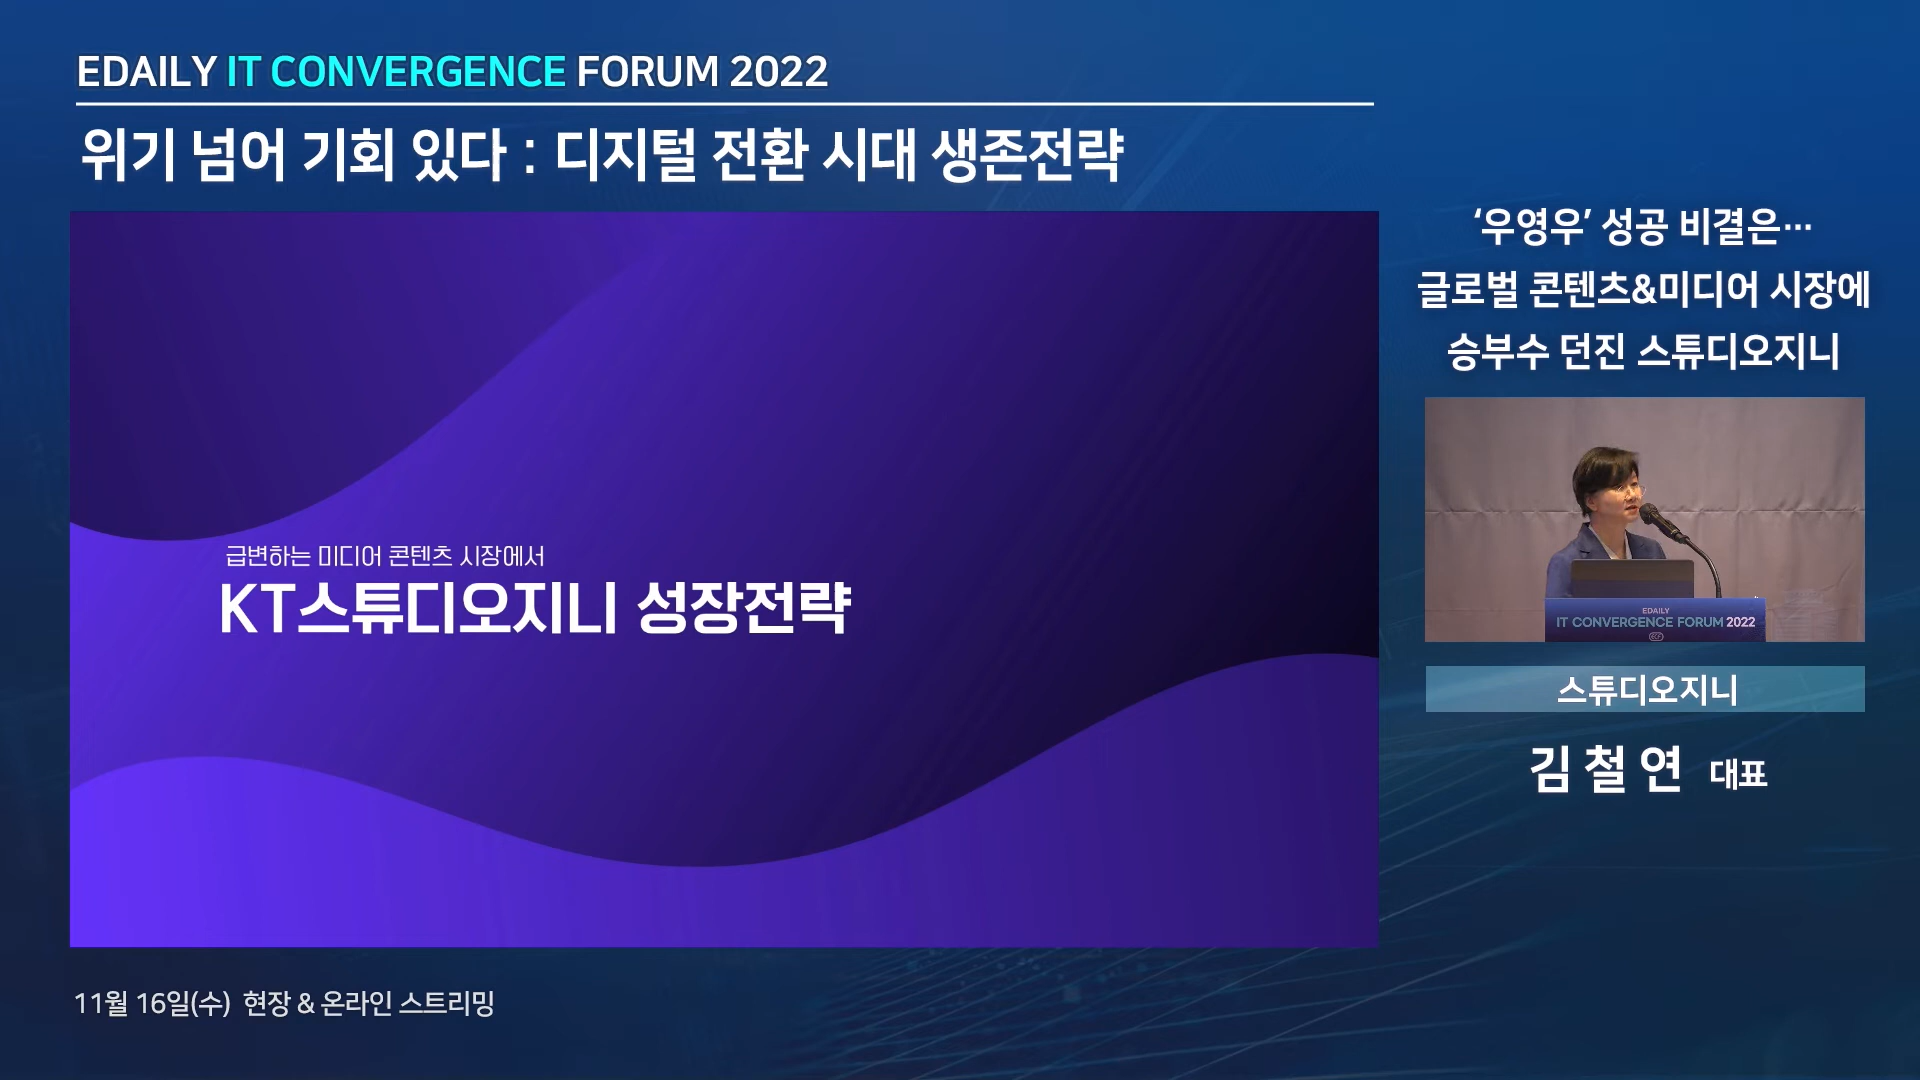 EDAILY IT CONVERGENCE FORUM 2022
위기 넘어 기회 있다 : 디지털 전환 시대 생존전략
급변하는 미디어 콘텐츠 시장에서
KT스튜디오지니 성장전략
‘우영우’ 성공 비결은…
글로벌 콘텐츠&미디어 시장에
승부수 던진 스튜디오지니
EDAILY
IT CONVERGENCE FORUM 2022
스튜디오지니
김철연 대표
11월 16일(수) 현장 & 온라인 스트리밍